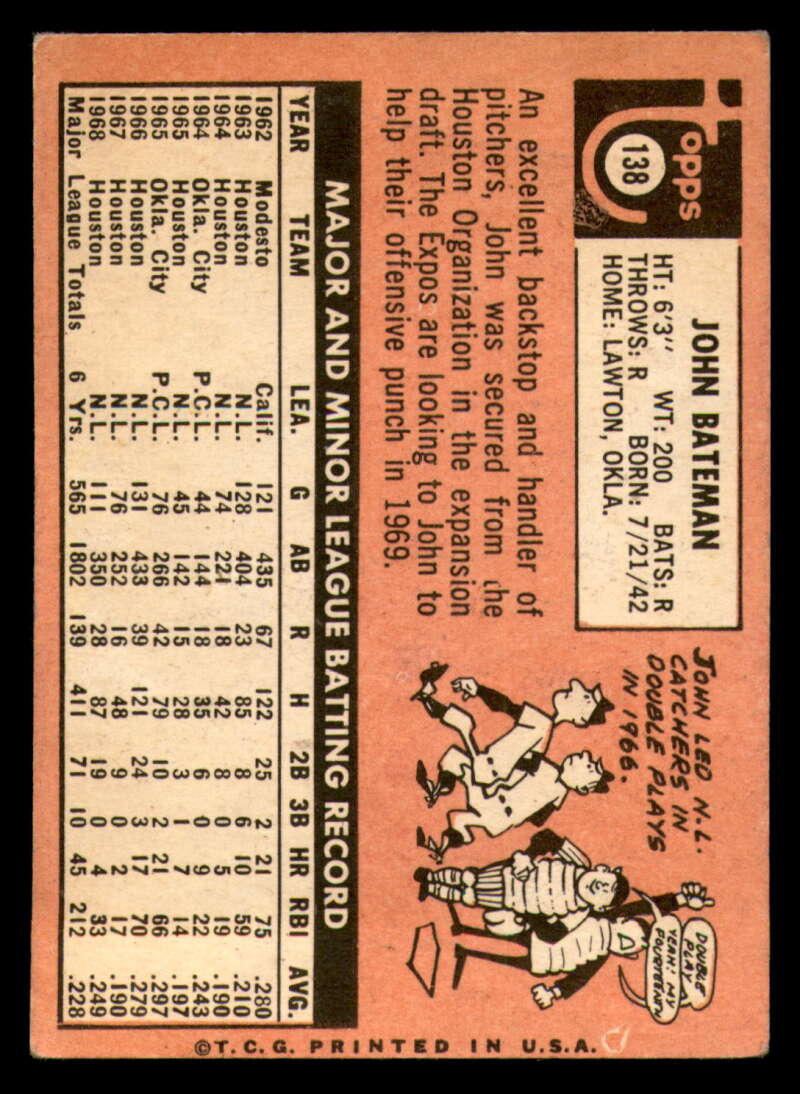 Topps
138
JOHN BATEMAN
HT: 6'3" WT: 200 BATS: R
THROWS: R BORN: 7/21/42
HOME: LAWTON, OKLA.
An excellent backstop and handler of
pitchers, John was secured from the
Houston Organization in the expansion
draft. The Expos are looking to John to
help their offensive punch in 1969.
JOHN LED N.L.
CATCHERS IN
DOUBLE PLAYS
IN 1966.
DOUBLE
PLAY
YEAH! MY
FOURTEENTH
MAJOR AND MINOR LEAGUE BATTING RECORD
YEAR TEAM LEA. G AB R H 2B 3B HR RBI AVG.
1962 Modesto Calif. 121 435 67 122 25 2 21 75 .280
1963 Houston N.L. 128 404 23 85 8 6 10 59 .210
1964 Houston N.L. 74 221 18 42 8 0 5 19 .190
1964 Okla. City P.C.L. 44 144 18 35 6 0 9 22 .243
1965 Houston N.L. 45 142 15 28 3 1 7 14 .197
1965 Okla. City P.C.L. 76 266 42 79 10 2 21 66 .297
1966 Houston N.L. 131 433 39 121 24 3 17 70 .279
1967 Houston N.L. 76 252 16 48 9 0 2 17 .190
1968 Houston N.L. 111 350 28 87 19 0 4 33 .249
Major League Totals 6 Yrs. 565 1802 139 411 71 10 45 212 .228
©T.C.G. PRINTED IN U.S.A.